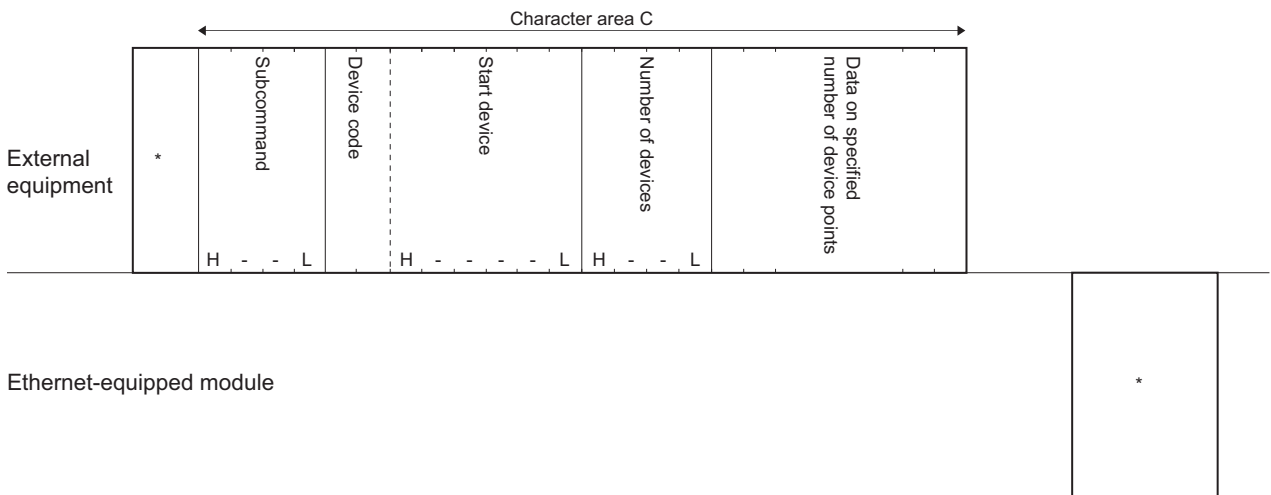 Character area C
External
equipment
*
Subcommand
Device code
Start device
Number of devices
Data on specified
number of device points
H - - L
H - - - - L
H - - L
Ethernet-equipped module
*